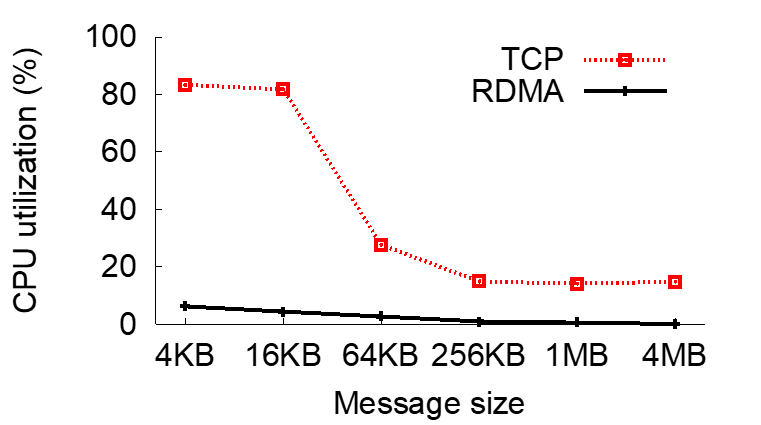 CPU utilization (%)
100
80
60
40
20
0
TCP
RDMA
4KB 16KB 64KB 256KB 1MB 4MB
Message size